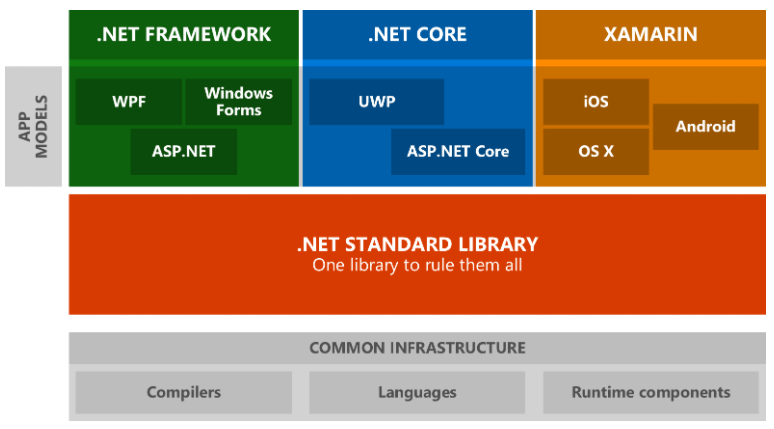 .NET FRAMEWORK
.NET CORE
XAMARIN
APP
MODELS
WPF
Windows
Forms
ASP.NET
UWP
ASP.NET Core
iOS
Android
OS X
.NET STANDARD LIBRARY
One library to rule them all
COMMON INFRASTRUCTURE
Compilers
Languages
Runtime components